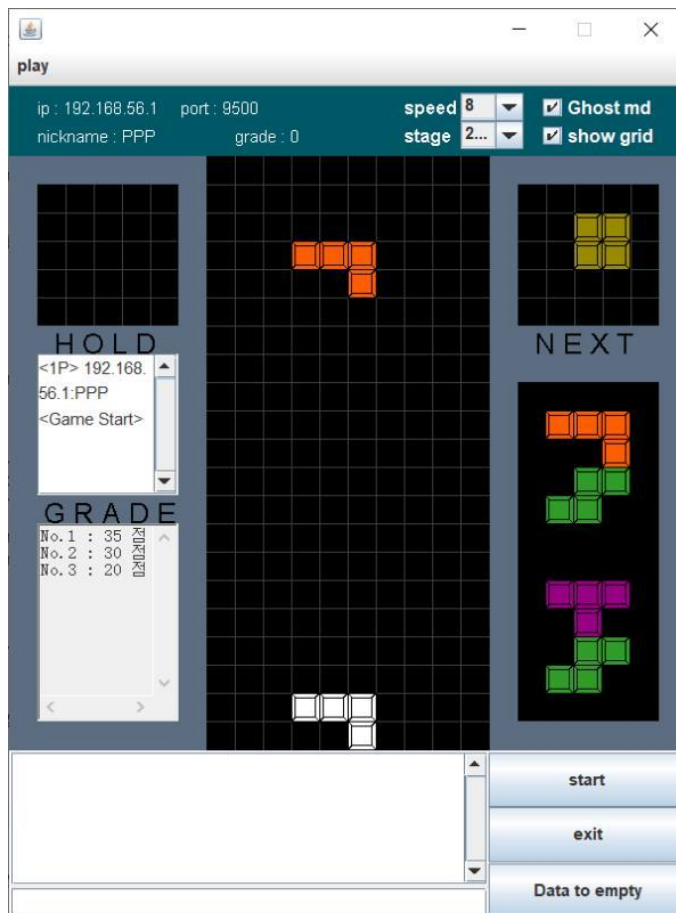 play
ip : 192.168.56.1 port : 9500 speed 8 Ghost md
nickname : PPP grade : 0 stage 2... show grid
HOLD
NEXT
<1P> 192.168.
56.1:PPP
<Game Start>
GRADE
No.1 : 35 점
No.2 : 30 점
No.3 : 20 점
start
exit
Data to empty